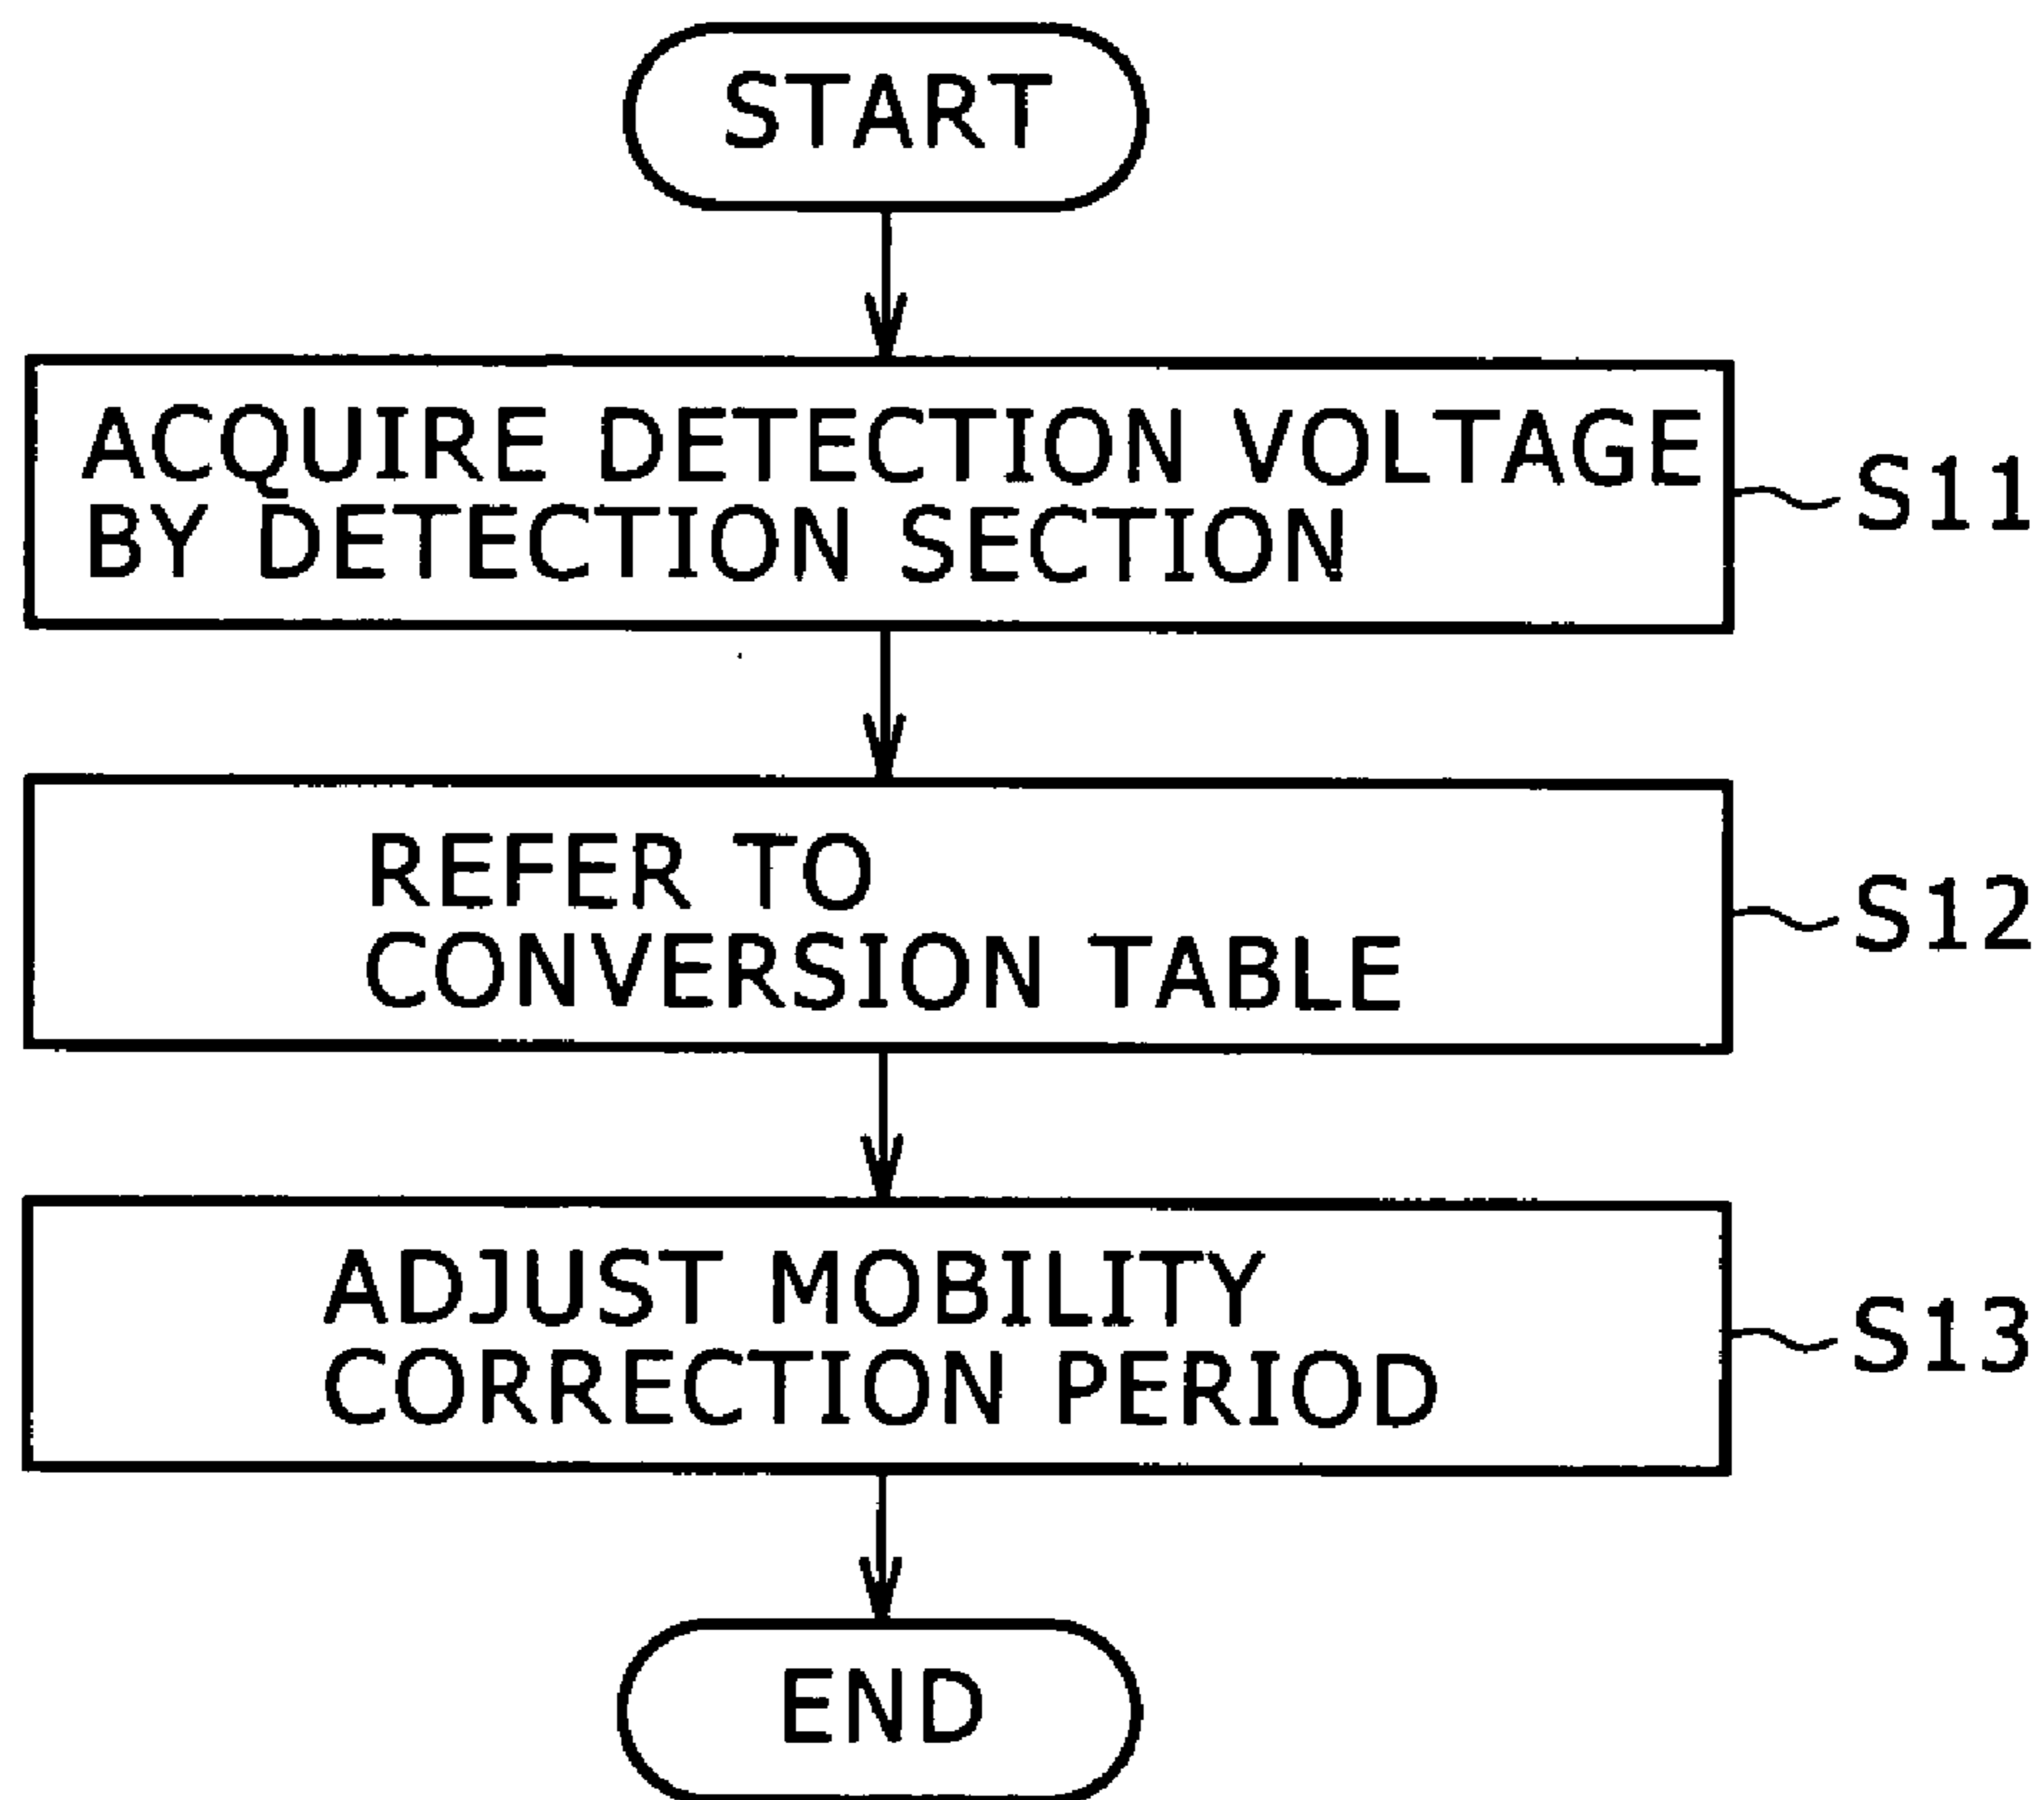 START
ACQUIRE DETECTION VOLTAGE
BY DETECTION SECTION
S11
REFER TO
CONVERSION TABLE
S12
ADJUST MOBILITY
CORRECTION PERIOD
S13
END